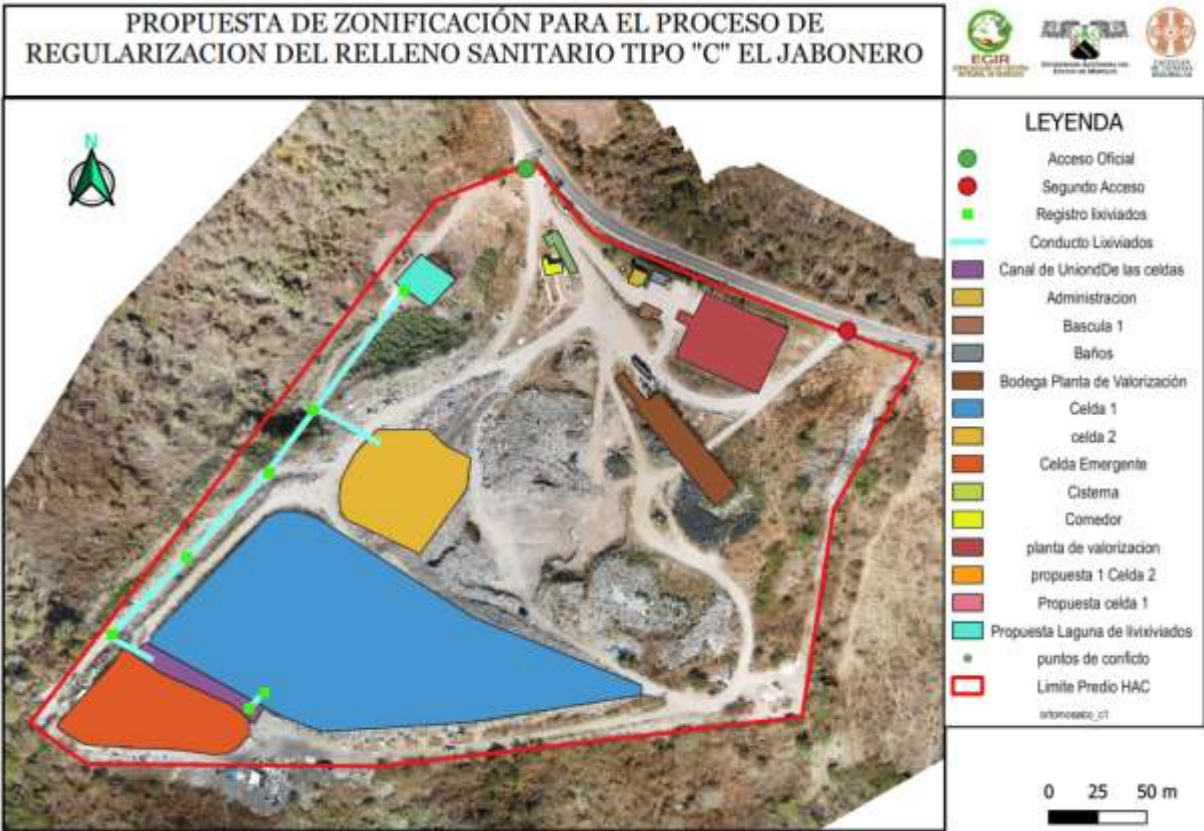 PROPUESTA DE ZONIFICACIÓN PARA EL PROCESO DE
REGULARIZACION DEL RELLENO SANITARIO TIPO "C" EL JABONERO
EGIR
N
LEYENDA
Acceso Oficial
Segundo Acceso
Registro lixiviados
Conducto Lixiviados
Canal de UniondDe las celdas
Administracion
Bascula 1
Baños
Bodega Planta de Valorización
Celda 1
celda 2
Celda Emergente
Cisterna
Comedor
planta de valorizacion
propuesta 1 Celda 2
Propuesta celda 1
Propuesta Laguna de livixiviados
puntos de conficto
Limite Predio HAC
ortomosaico_c1
0 25 50 m